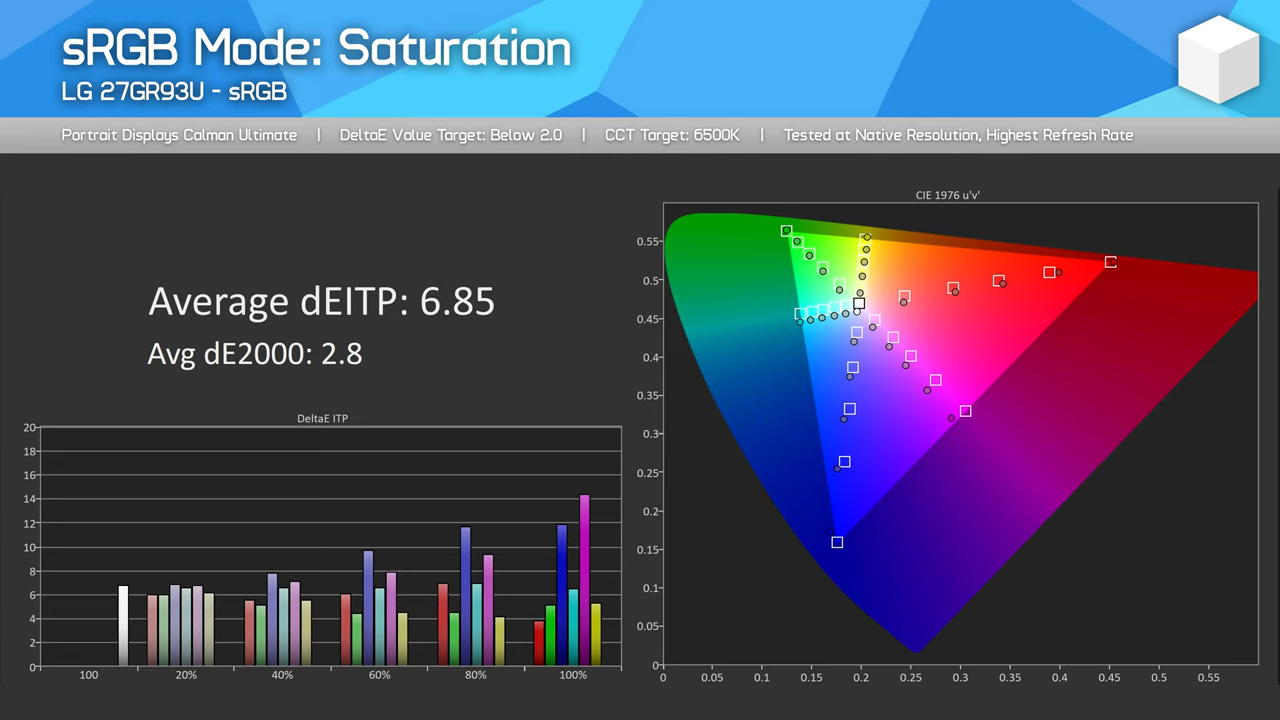 sRGB Mode: Saturation
LG 27GR93U - sRGB
Portrait Displays Calman Ultimate | DeltaE Value Target: Below 2.0 | CCT Target: 6500K | Tested at Native Resolution, Highest Refresh Rate
Average dEITP: 6.85
Avg dE2000: 2.8
DeltaE ITP
20
18
16
14
12
10
8
6
4
2
0
100 20% 40% 60% 80% 100%
CIE 1976 u'v'
0.55
0.5
0.45
0.4
0.35
0.3
0.25
0.2
0.15
0.1
0.05
0
0 0.05 0.1 0.15 0.2 0.25 0.3 0.35 0.4 0.45 0.5 0.55